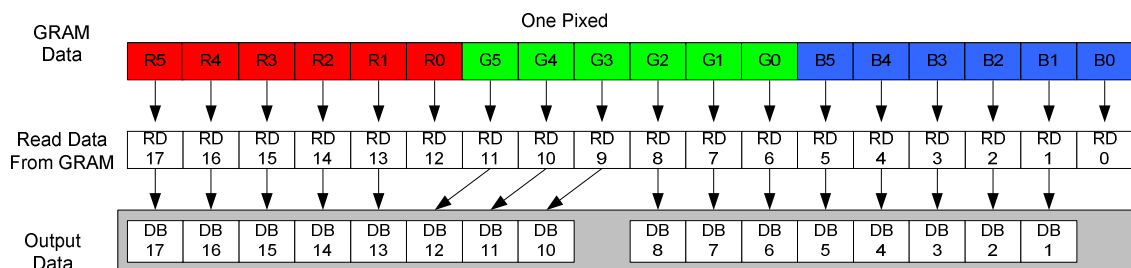 One Pixed
GRAM
Data
R5 R4 R3 R2 R1 R0 G5 G4 G3 G2 G1 G0 B5 B4 B3 B2 B1 B0
Read Data
From GRAM
RD RD RD RD RD RD RD RD RD RD RD RD RD RD RD RD RD RD
17 16 15 14 13 12 11 10 9 8 7 6 5 4 3 2 1 0
Output
Data
DB DB DB DB DB DB DB DB DB DB DB DB DB DB DB DB
17 16 15 14 13 12 11 10 8 7 6 5 4 3 2 1